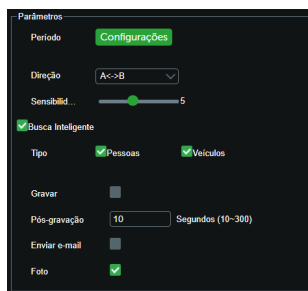 Parâmetros
Período Configurações
Direção A<->B
Sensibilid... 5
Busca Inteligente
Tipo Pessoas Veículos
Gravar
Pós-gravação 10 Segundos (10~300)
Enviar e-mail
Foto